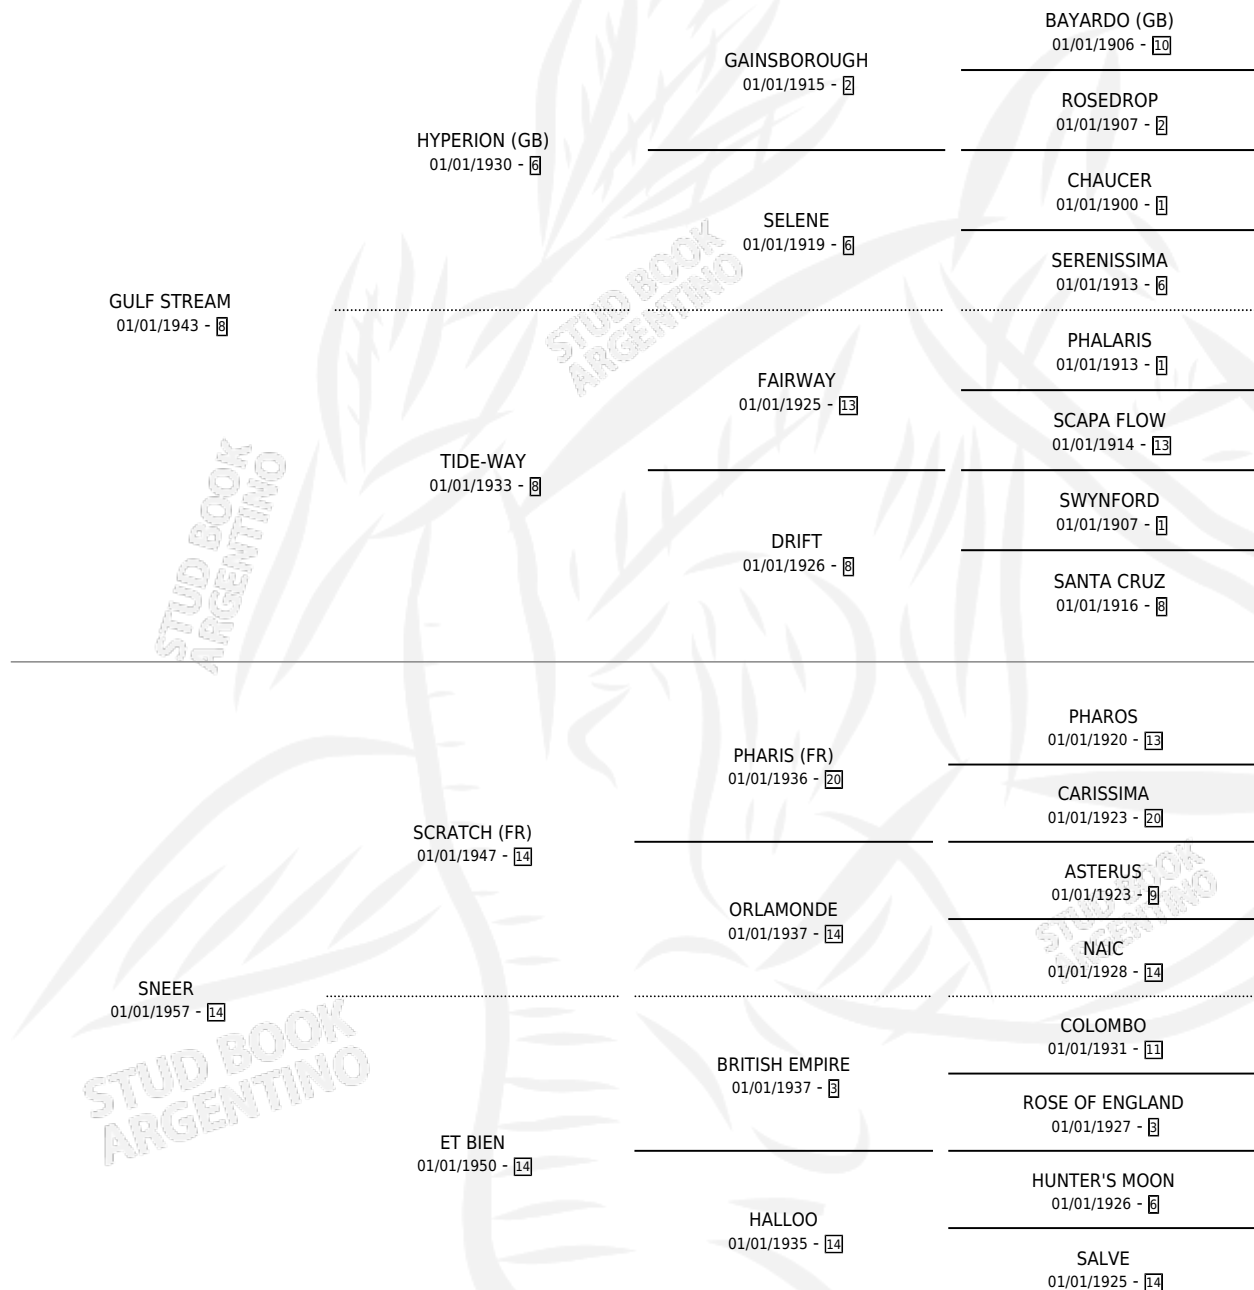 BAYARDO (GB)
01/01/1906 - 10
GAINSBOROUGH
01/01/1915 - 2
ROSEDROP
01/01/1907 - 2
HYPERION (GB)
01/01/1930 - 6
CHAUCER
01/01/1900 - 1
SELENE
01/01/1919 - 6
SERENISSIMA
01/01/1913 - 6
GULF STREAM
01/01/1943 - 8
STUD BOOK
ARGENTINO
PHALARIS
01/01/1913 - 1
FAIRWAY
01/01/1925 - 13
SCAPA FLOW
01/01/1914 - 13
TIDE-WAY
01/01/1933 - 8
SWYNFORD
01/01/1907 - 1
DRIFT
01/01/1926 - 8
SANTA CRUZ
01/01/1916 - 8
STUD BOOK
ARGENTINO
PHAROS
01/01/1920 - 13
PHARIS (FR)
01/01/1936 - 20
CARISSIMA
01/01/1923 - 20
SCRATCH (FR)
01/01/1947 - 14
ASTERUS
01/01/1923 - 9
ORLAMONDE
01/01/1937 - 14
NAIC
01/01/1928 - 14
STUD BOOK
ARGENTINO
SNEER
01/01/1957 - 14
STUD BOOK
ARGENTINO
COLOMBO
01/01/1931 - 11
BRITISH EMPIRE
01/01/1937 - 3
ROSE OF ENGLAND
01/01/1927 - 3
ET BIEN
01/01/1950 - 14
HUNTER'S MOON
01/01/1926 - 6
HALLOO
01/01/1935 - 14
SALVE
01/01/1925 - 14